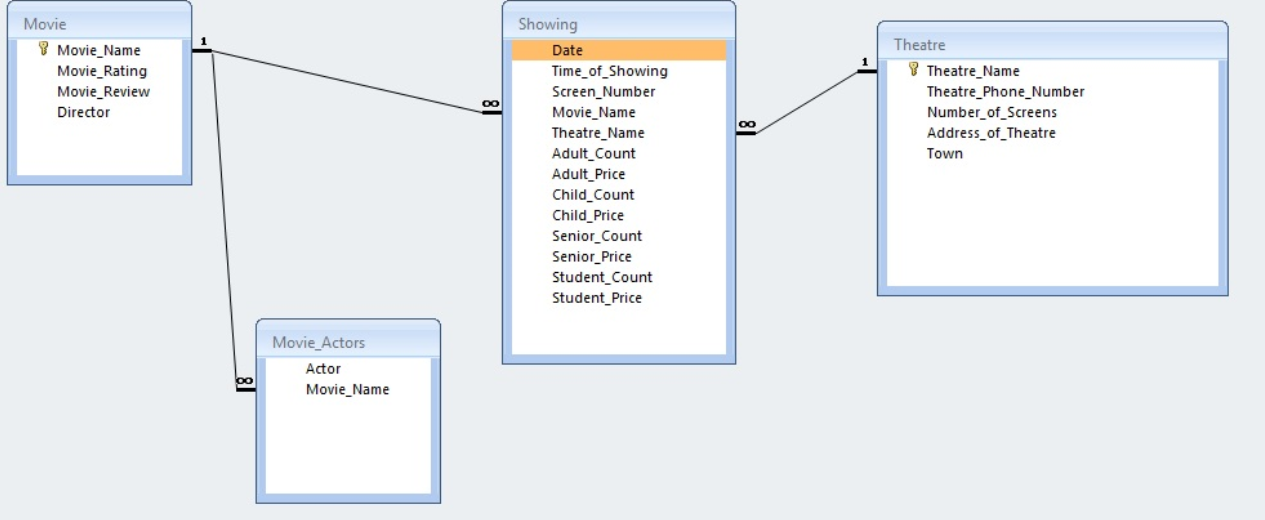 Movie
Movie_Name
Movie_Rating
Movie_Review
Director
1
1
∞
Showing
Date
Time_of_Showing
Screen_Number
Movie_Name
Theatre_Name
Adult_Count
Adult_Price
Child_Count
Child_Price
Senior_Count
Senior_Price
Student_Count
Student_Price
∞
Theatre
Theatre_Name
Theatre_Phone_Number
Number_of_Screens
Address_of_Theatre
Town
Movie_Actors
Actor
Movie_Name
∞